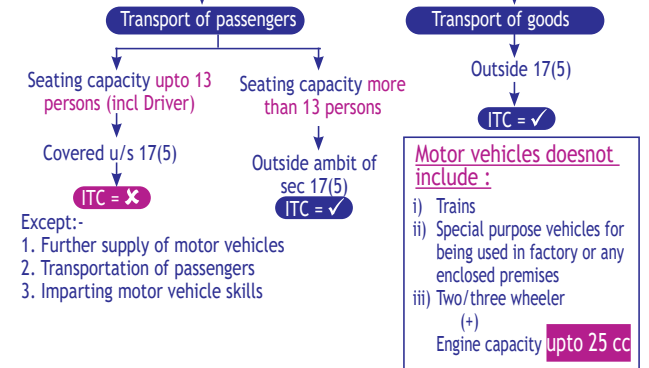 Transport of passengers
Transport of goods
Seating capacity upto 13
persons (incl Driver)
Seating capacity more
than 13 persons
Outside 17(5)
ITC = ✓
Covered u/s 17(5)
Outside ambit of
sec 17(5)
ITC = ✘
ITC = ✓
Except:-
1. Further supply of motor vehicles
2. Transportation of passengers
3. Imparting motor vehicle skills
Motor vehicles doesnot
include :
i) Trains
ii) Special purpose vehicles for
being used in factory or any
enclosed premises
iii) Two/three wheeler
(+)
Engine capacity upto 25 cc